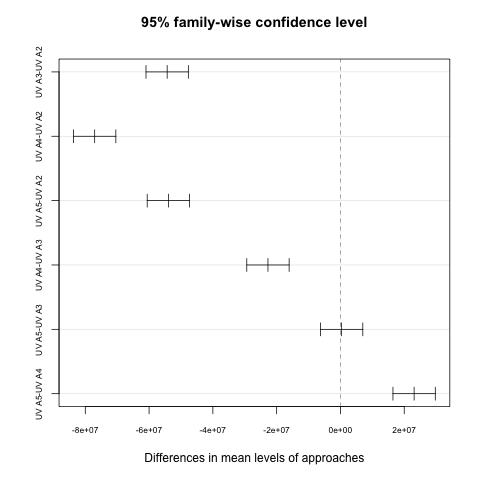 95% family-wise confidence level
UV A3-UV A2
UV A4-UV A2
UV A5-UV A2
UV A4-UV A3
UV A5-UV A3
UV A5-UV A4
-8e+07 -6e+07 -4e+07 -2e+07 0e+00 2e+07
Differences in mean levels of approaches